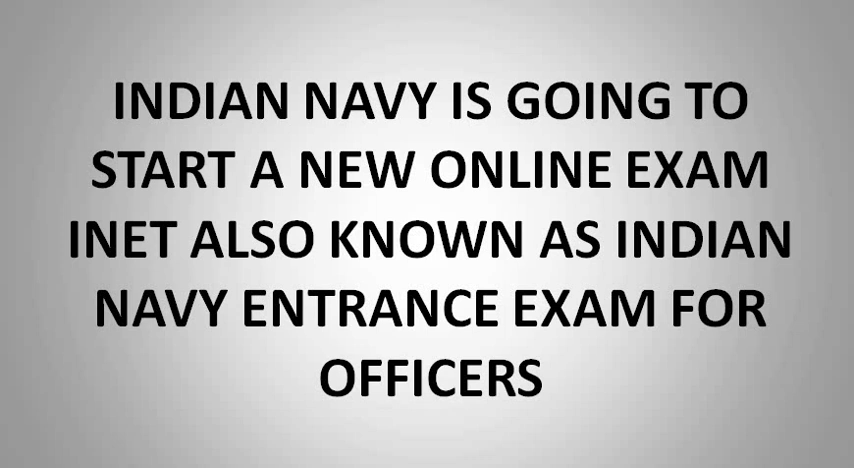 INDIAN NAVY IS GOING TO
START A NEW ONLINE EXAM
INET ALSO KNOWN AS INDIAN
NAVY ENTRANCE EXAM FOR
OFFICERS